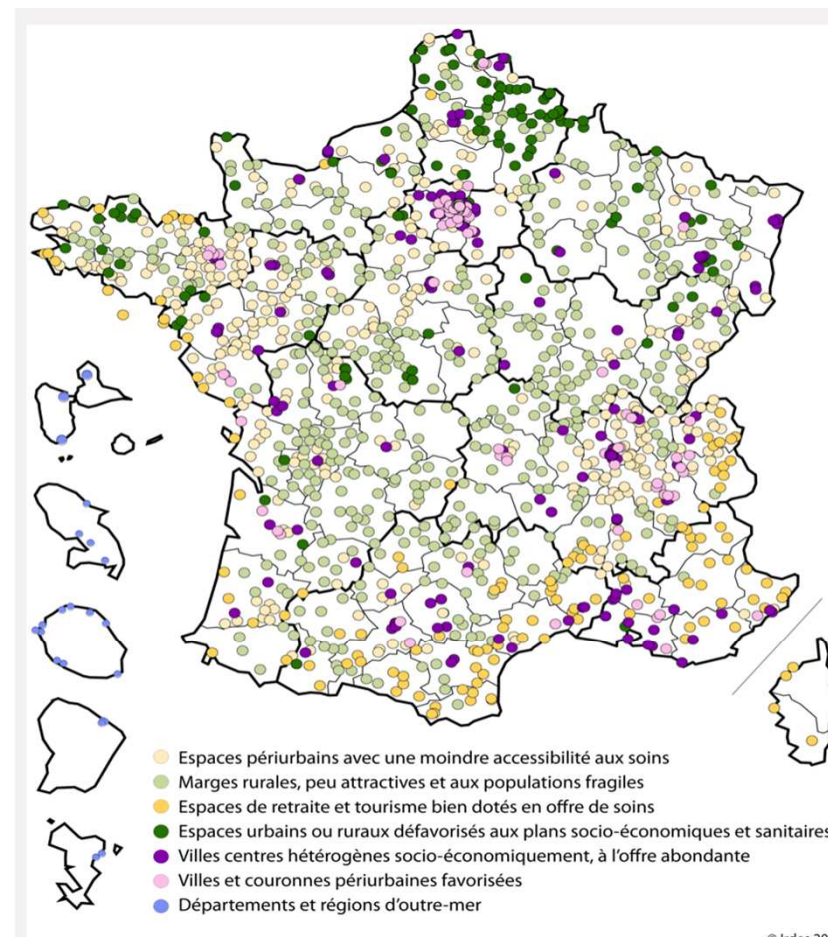 Espaces périurbains avec une moindre accessibilité aux soins
Marges rurales, peu attractives et aux populations fragiles
Espaces de retraite et tourisme bien dotés en offre de soins
Espaces urbains ou ruraux défavorisés aux plans socio-économiques et sanitaires
Villes centres hétérogènes socio-économiquement, à l'offre abondante
Villes et couronnes périurbaines favorisées
Départements et régions d'outre-mer